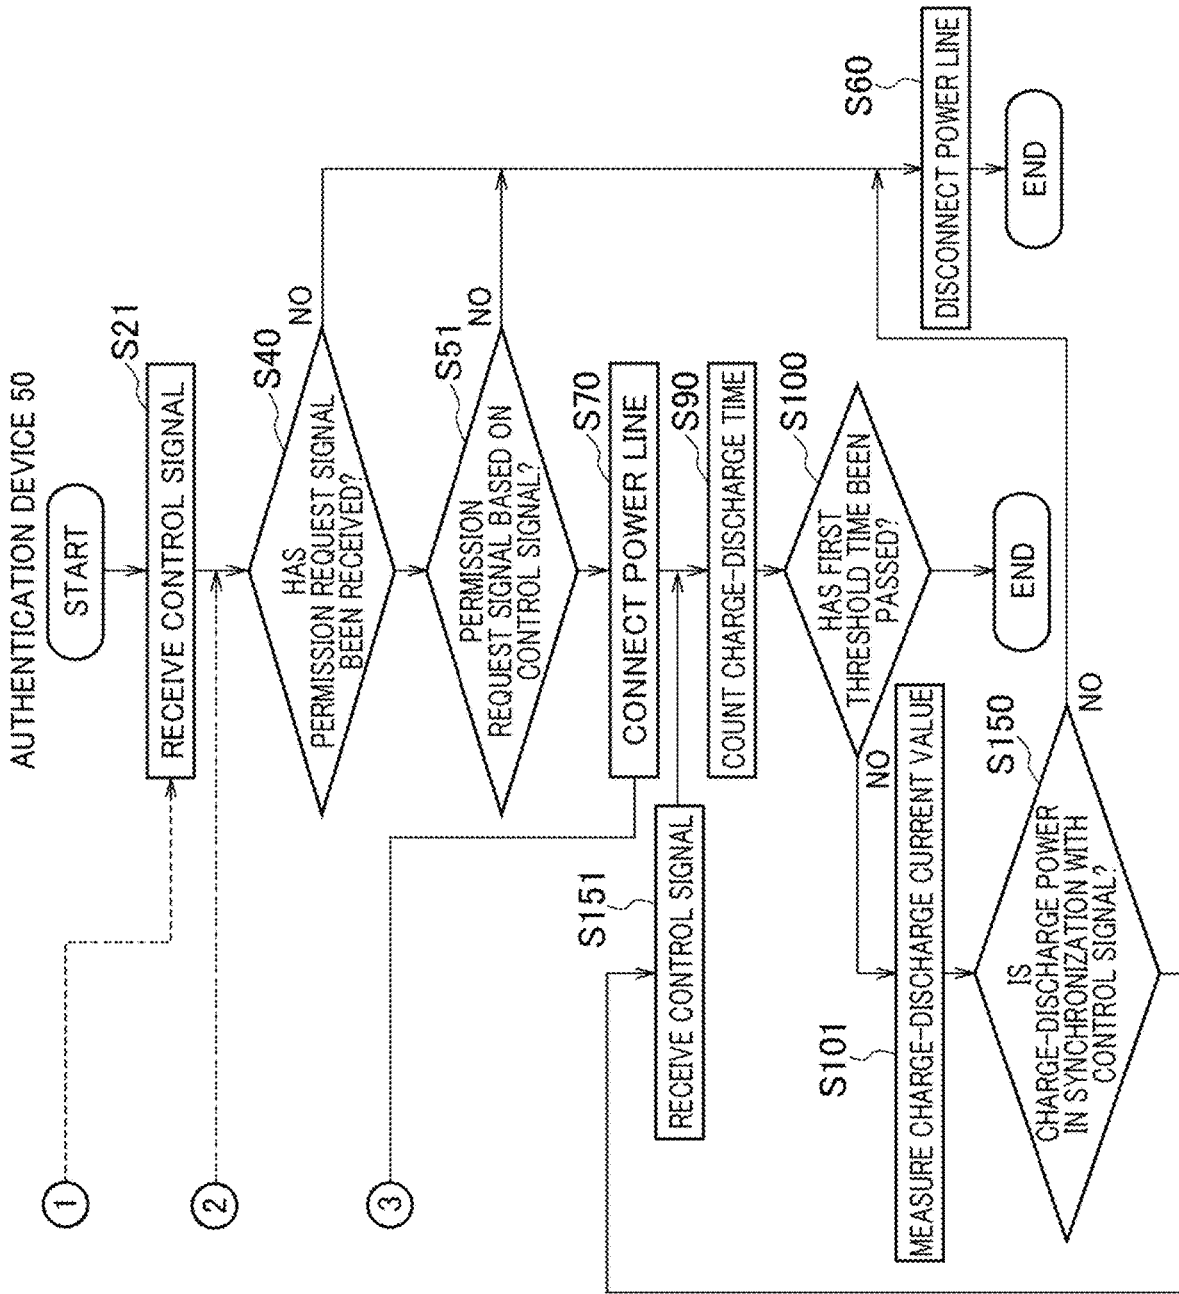 AUTHENTICATION DEVICE 50
START
S21
RECEIVE CONTROL SIGNAL
1
2
S40
HAS
PERMISSION REQUEST SIGNAL
BEEN RECEIVED?
NO
S51
PERMISSION
REQUEST SIGNAL BASED ON
CONTROL SIGNAL?
NO
3
S70
CONNECT POWER LINE
S151
RECEIVE CONTROL SIGNAL
S90
COUNT CHARGE-DISCHARGE TIME
S100
HAS FIRST
THRESHOLD TIME BEEN
PASSED?
NO
END
S101
MEASURE CHARGE-DISCHARGE CURRENT VALUE
S150
IS
CHARGE-DISCHARGE POWER
IN SYNCHRONIZATION WITH
CONTROL SIGNAL?
NO
S60
DISCONNECT POWER LINE
END